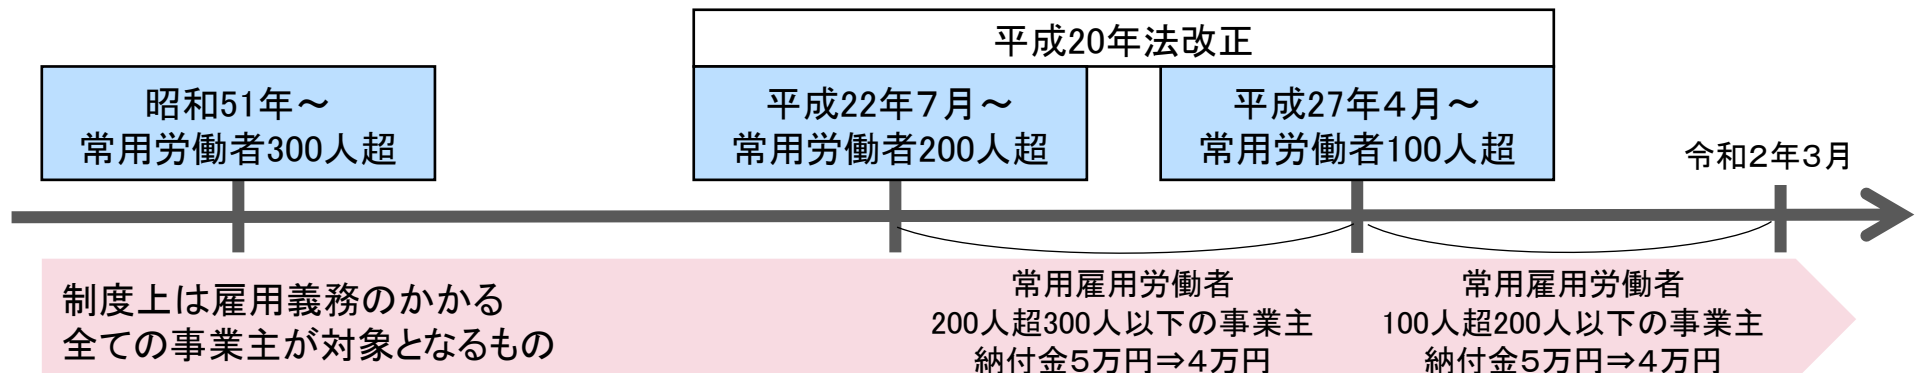 平成20年法改正
昭和51年～
常用労働者300人超
平成22年７月～
常用労働者200人超
平成27年４月～
常用労働者100人超
令和２年３月
制度上は雇用義務のかかる
全ての事業主が対象となるもの
常用雇用労働者
200人超300人以下の事業主
納付金５万円⇒４万円
常用雇用労働者
100人超200人以下の事業主
納付金５万円⇒４万円